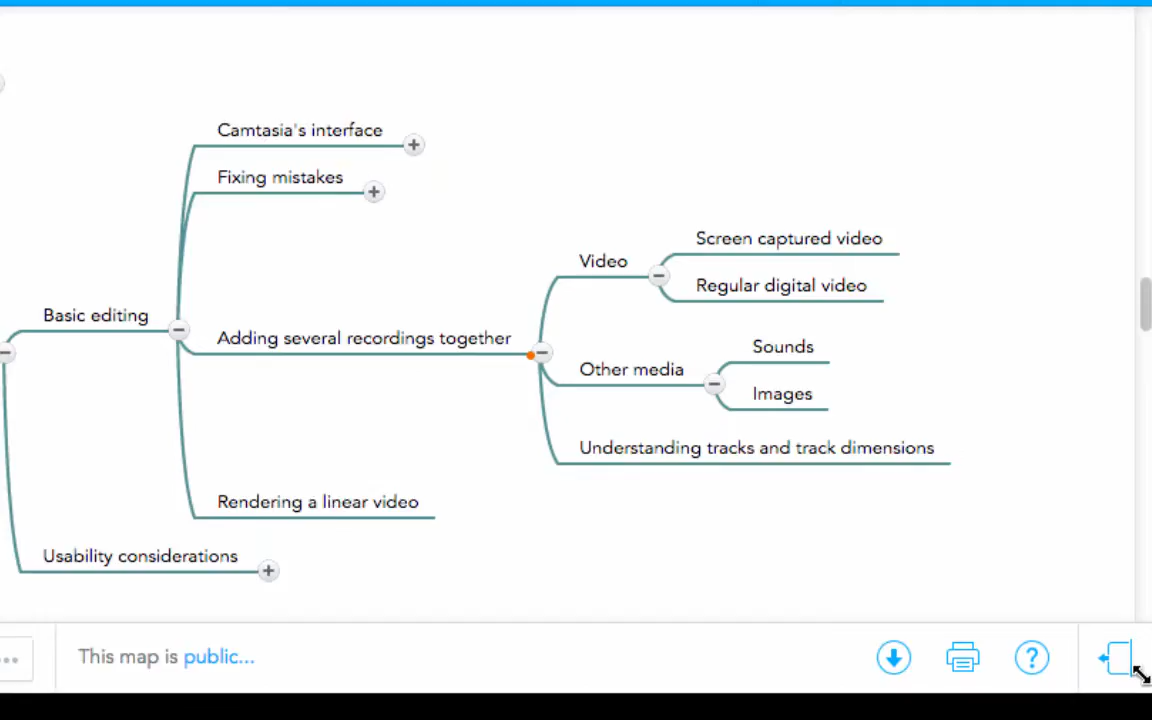 Camtasia's interface
Fixing mistakes
Screen captured video
Video
Regular digital video
Basic editing
Adding several recordings together
Sounds
Other media
Images
Understanding tracks and track dimensions
Rendering a linear video
Usability considerations
This map is public...